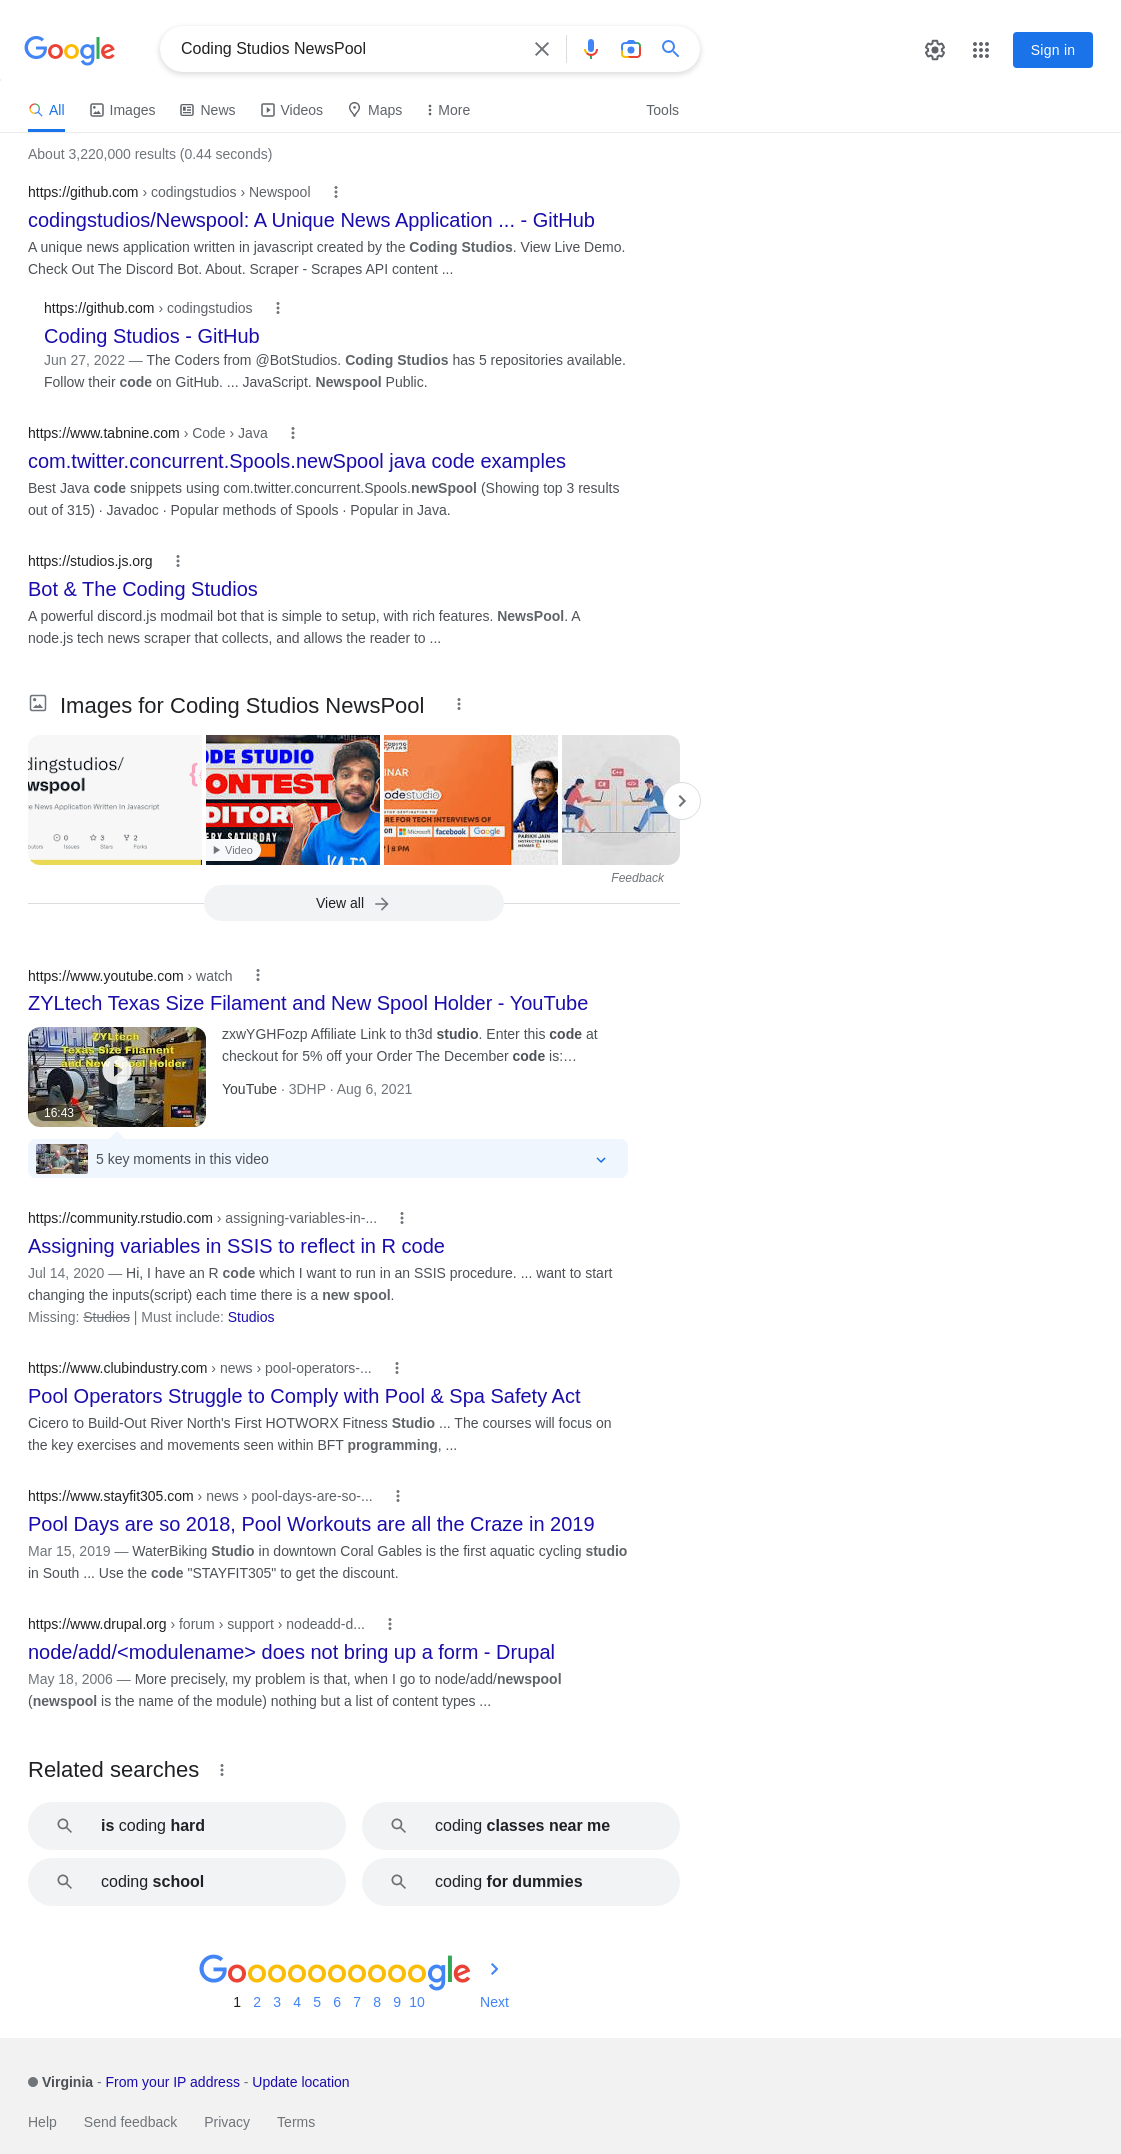 Google
Coding Studios NewsPool
Sign in
All
Images
News
Videos
Maps
More
Tools
About 3,220,000 results (0.44 seconds)
https://github.com › codingstudios › Newspool
codingstudios/Newspool: A Unique News Application ... - GitHub
A unique news application written in javascript created by the Coding Studios. View Live Demo.
Check Out The Discord Bot. About. Scraper - Scrapes API content ...
https://github.com › codingstudios
Coding Studios - GitHub
Jun 27, 2022 — The Coders from @BotStudios. Coding Studios has 5 repositories available.
Follow their code on GitHub. ... JavaScript. Newspool Public.
https://www.tabnine.com › Code › Java
com.twitter.concurrent.Spools.newSpool java code examples
Best Java code snippets using com.twitter.concurrent.Spools.newSpool (Showing top 3 results
out of 315) · Javadoc · Popular methods of Spools · Popular in Java.
https://studios.js.org
Bot & The Coding Studios
A powerful discord.js modmail bot that is simple to setup, with rich features. NewsPool. A
node.js tech news scraper that collects, and allows the reader to ...
Images for Coding Studios NewsPool
dingstudios/
wspool
e News Application Written In Javascript
0
3
2
Issues
Stars
Forks
ODE STUDIO
ONTEST
DITORIAL
ERY SATURDAY
Video
CODING
INAR
odestudio
RE FOR TECH INTERVIEWS OF
on Microsoft facebook Google
| 8 PM
PARIKH JAIN
C#
C++
</>
Feedback
View all
https://www.youtube.com › watch
ZYLtech Texas Size Filament and New Spool Holder - YouTube
ZYLtech
Texas Size Filament
and New Spool Holder
16:43
zxwYGHFozp Affiliate Link to th3d studio. Enter this code at
checkout for 5% off your Order The December code is:…
YouTube · 3DHP · Aug 6, 2021
5 key moments in this video
https://community.rstudio.com › assigning-variables-in-...
Assigning variables in SSIS to reflect in R code
Jul 14, 2020 — Hi, I have an R code which I want to run in an SSIS procedure. ... want to start
changing the inputs(script) each time there is a new spool.
Missing: Studios | Must include: Studios
https://www.clubindustry.com › news › pool-operators-...
Pool Operators Struggle to Comply with Pool & Spa Safety Act
Cicero to Build-Out River North's First HOTWORX Fitness Studio ... The courses will focus on
the key exercises and movements seen within BFT programming, ...
https://www.stayfit305.com › news › pool-days-are-so-...
Pool Days are so 2018, Pool Workouts are all the Craze in 2019
Mar 15, 2019 — WaterBiking Studio in downtown Coral Gables is the first aquatic cycling studio
in South ... Use the code "STAYFIT305" to get the discount.
https://www.drupal.org › forum › support › nodeadd-d...
node/add/<modulename> does not bring up a form - Drupal
May 18, 2006 — More precisely, my problem is that, when I go to node/add/newspool
(newspool is the name of the module) nothing but a list of content types ...
Related searches
is coding hard
coding classes near me
coding school
coding for dummies
Goooooooooogle
1 2 3 4 5 6 7 8 9 10 Next
Virginia - From your IP address - Update location
Help Send feedback Privacy Terms